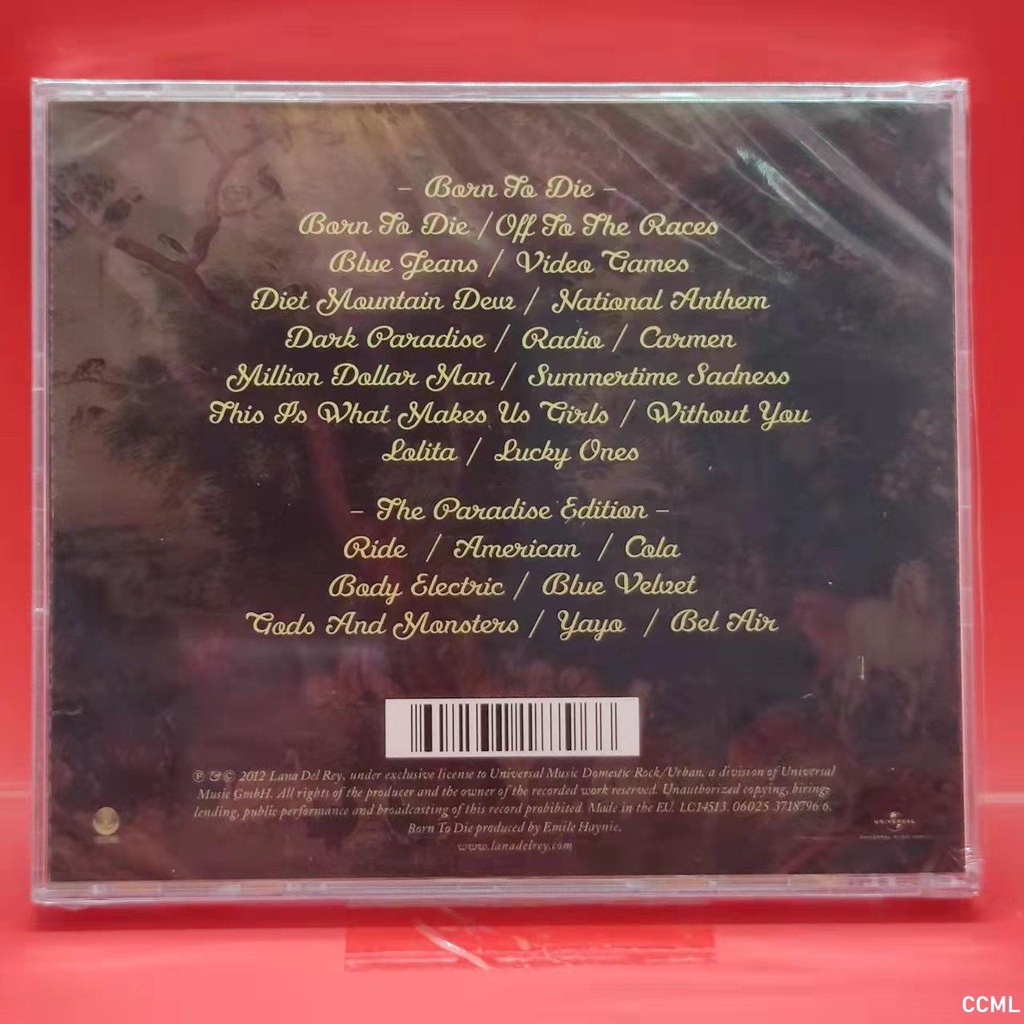 - Born To Die -
Born To Die / Off To The Races
Blue Jeans / Video Games
Diet Mountain Dew / National Anthem
Dark Paradise / Radio / Carmen
Million Dollar Man / Summertime Sadness
This Is What Makes Us Girls / Without You
Lolita / Lucky Ones
- The Paradise Edition -
Ride / American / Cola
Body Electric / Blue Velvet
Gods And Monsters / Yayo / Bel Air
℗ & © 2012 Lana Del Rey, under exclusive license to Universal Music Domestic Rock/Urban, a division of Universal
Music GmbH. All rights of the producer and the owner of the recorded work reserved. Unauthorized copying, hiring,
lending, public performance and broadcasting of this record prohibited. Made in the EU. LC14513. 06025 3718796 6.
Born To Die produced by Emile Haynie.
www.lanadelrey.com
UNIVERSAL
CCML